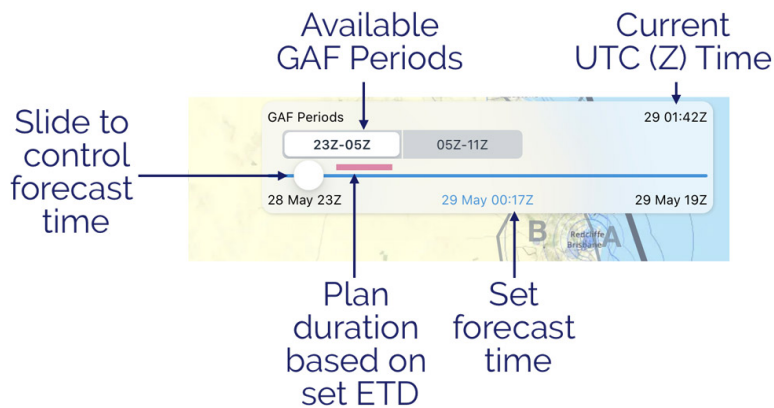 Available
GAF Periods
Current
UTC (Z) Time
Slide to
control
forecast
time
GAF Periods
29 01:42Z
23Z-05Z
05Z-11Z
28 May 23Z
29 May 00:17Z
29 May 19Z
B
Redcliffe
Brisbane
A
Plan
duration
based on
set ETD
Set
forecast
time